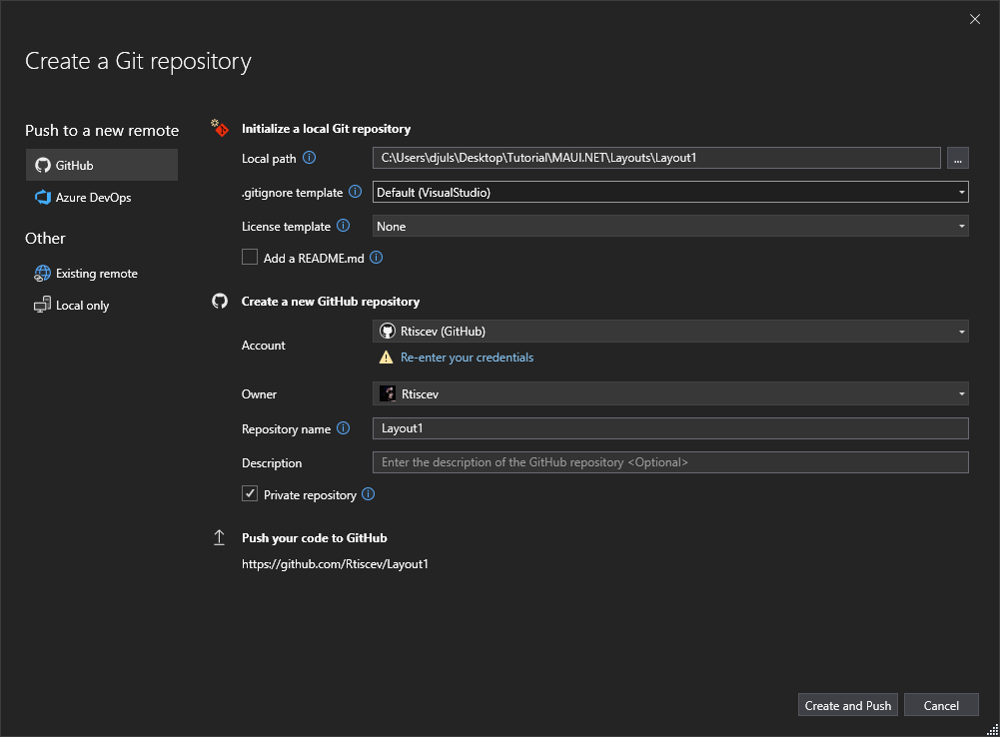 Create a Git repository
Push to a new remote
GitHub
Azure DevOps
Other
Existing remote
Local only
Initialize a local Git repository
Local path
C:\Users\djuls\Desktop\Tutorial\MAUI.NET\Layouts\Layout1
...
.gitignore template
Default (VisualStudio)
License template
None
Add a README.md
Create a new GitHub repository
Account
Rtiscev (GitHub)
Re-enter your credentials
Owner
Rtiscev
Repository name
Layout1
Description
Enter the description of the GitHub repository <Optional>
Private repository
Push your code to GitHub
https://github.com/Rtiscev/Layout1
Create and Push
Cancel